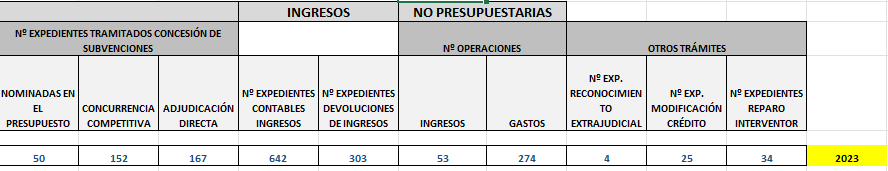 INGRESOS NO PRESUPUESTARIAS
Nº EXPEDIENTES TRAMITADOS CONCESIÓN DE
SUBVENCIONES
Nº OPERACIONES
OTROS TRÁMITES
NOMINADAS EN
EL
PRESUPUESTO
CONCURRENCIA
COMPETITIVA
ADJUDICACIÓN
DIRECTA
Nº EXPEDIENTES
CONTABLES
INGRESOS
Nº EXPEDIENTES
DEVOLUCIONES
DE INGRESOS
INGRESOS
GASTOS
Nº EXP.
RECONOCIMIEN
TO
EXTRAJUDICIAL
Nº EXP.
MODIFICACIÓN
CRÉDITO
Nº EXPEDIENTES
REPARO
INTERVENTOR
50 152 167 642 303 53 274 4 25 34 2023